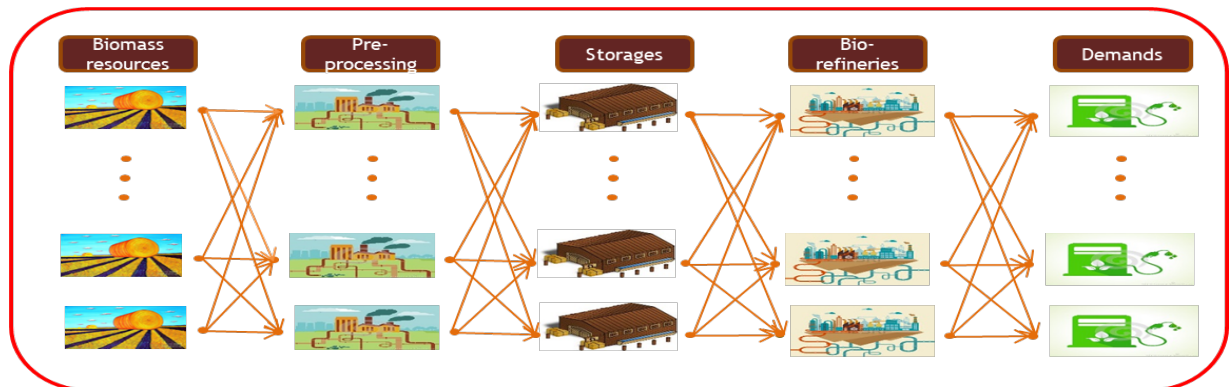 Biomass
resources
Pre-
processing
Storages
Bio-
refineries
Demands